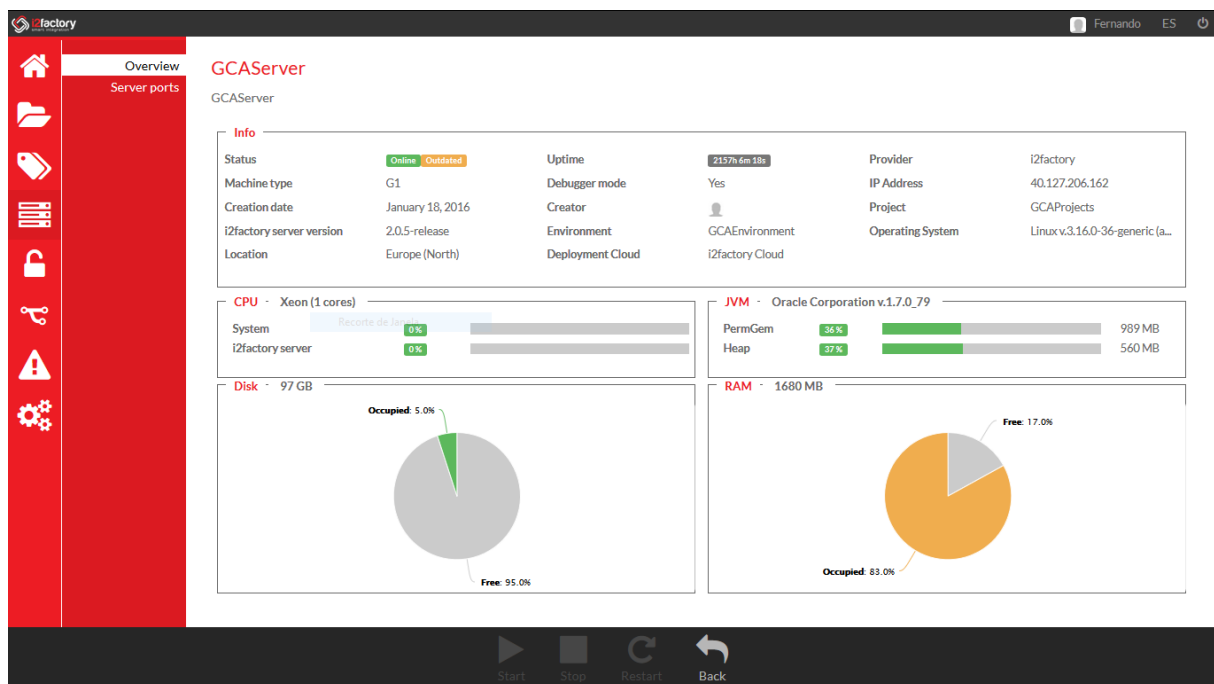 i2factory
smart integration
Fernando ES
Overview
Server ports
GCAServer
GCAServer
Info
Status Online Outdated Uptime 2157h 6m 18s Provider i2factory
Machine type G1 Debugger mode Yes IP Address 40.127.206.162
Creation date January 18, 2016 Creator Project GCAProjects
i2factory server version 2.0.5-release Environment GCAEnvironment Operating System Linux v.3.16.0-36-generic (a...
Location Europe (North) Deployment Cloud i2factory Cloud
CPU - Xeon (1 cores)
Recorte de Janela
System 0%
i2factory server 0%
JVM - Oracle Corporation v.1.7.0_79
PermGem 36% 989 MB
Heap 37% 560 MB
Disk - 97 GB
Occupied: 5.0%
Free: 95.0%
RAM - 1680 MB
Free: 17.0%
Occupied: 83.0%
Start Stop Restart Back